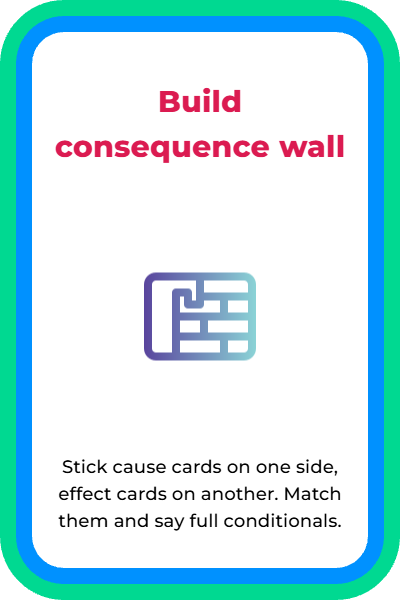 Build
consequence wall
Stick cause cards on one side,
effect cards on another. Match
them and say full conditionals.